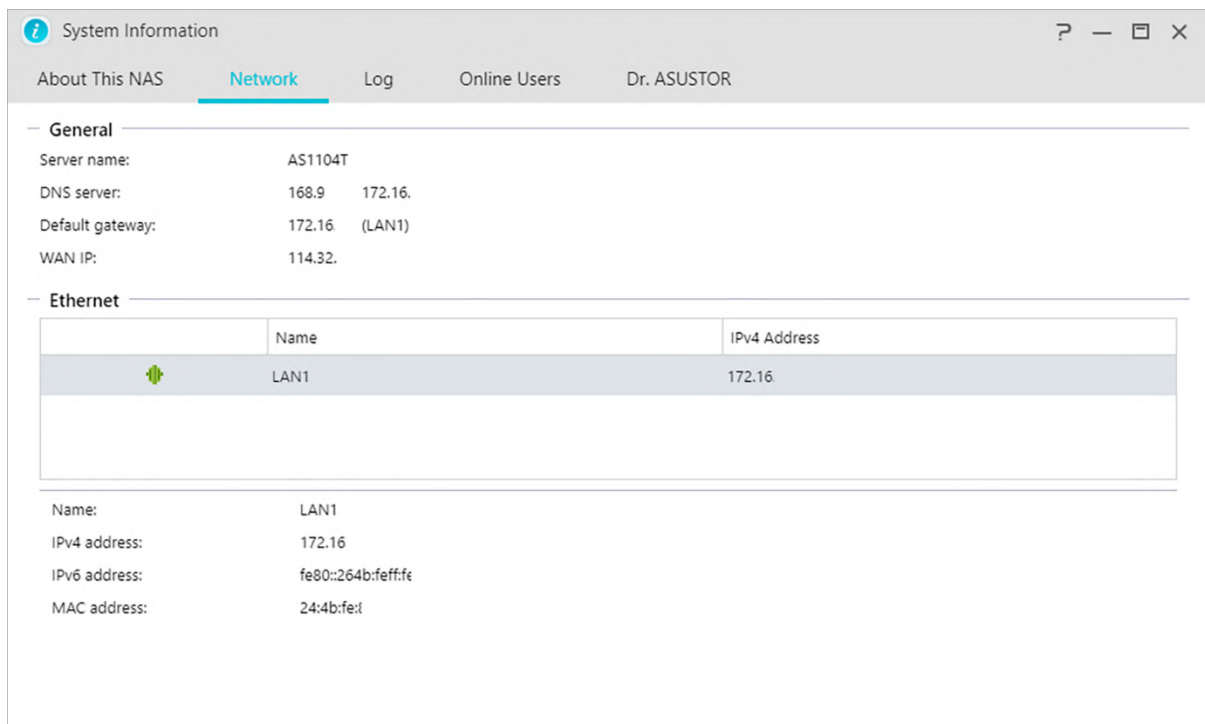 System Information
About This NAS Network Log Online Users Dr. ASUSTOR
General
Server name: AS1104T
DNS server: 168.9 172.16.
Default gateway: 172.16. (LAN1)
WAN IP: 114.32.
Ethernet
Name IPv4 Address
LAN1 172.16.
Name: LAN1
IPv4 address: 172.16
IPv6 address: fe80::264b:feff:fe
MAC address: 24:4b:fe: